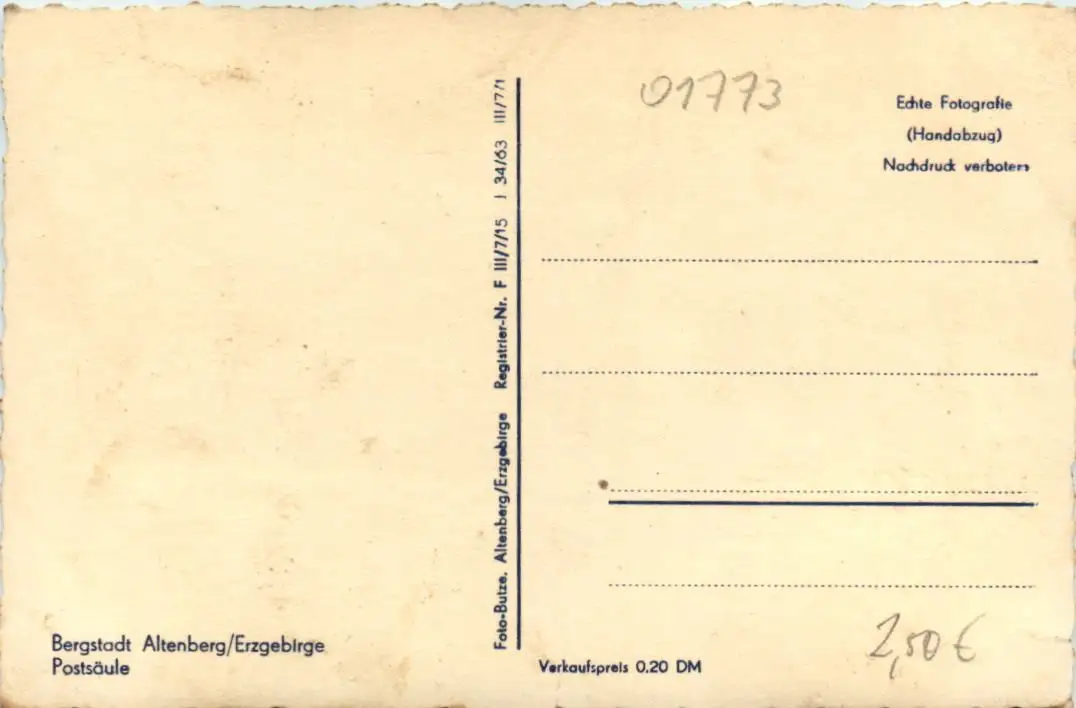 Bergstadt Altenberg/Erzgebirge
Postsäule
Foto-Butze, Altenberg/Erzgebirge Registrier-Nr. F III/7/15 J 34/63 III/7/1
01773
Echte Fotografie
(Handabzug)
Nachdruck verboten
Verkaufspreis 0,20 DM
2,50 €